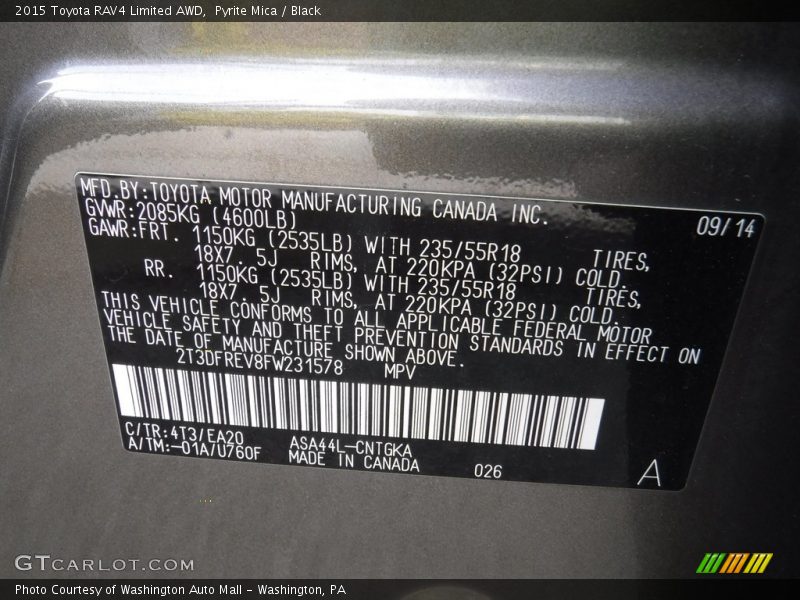 2015 Toyota RAV4 Limited AWD, Pyrite Mica / Black
MFD.BY:TOYOTA MOTOR MANUFACTURING CANADA INC.
GVWR:2085KG (4600LB) 09/14
GAWR:FRT. 1150KG (2535LB) WITH 235/55R18 TIRES,
18X7.5J RIMS, AT 220KPA (32PSI) COLD.
RR. 1150KG (2535LB) WITH 235/55R18 TIRES,
18X7.5J RIMS, AT 220KPA (32PSI) COLD.
THIS VEHICLE CONFORMS TO ALL APPLICABLE FEDERAL MOTOR
VEHICLE SAFETY AND THEFT PREVENTION STANDARDS IN EFFECT ON
THE DATE OF MANUFACTURE SHOWN ABOVE.
2T3DFREV8FW231578 MPV
C/TR:4T3/EA20 ASA44L-CNTGKA
A/TM:-01A/U760F MADE IN CANADA 026 A
GTCARLOT.COM
Photo Courtesy of Washington Auto Mall - Washington, PA